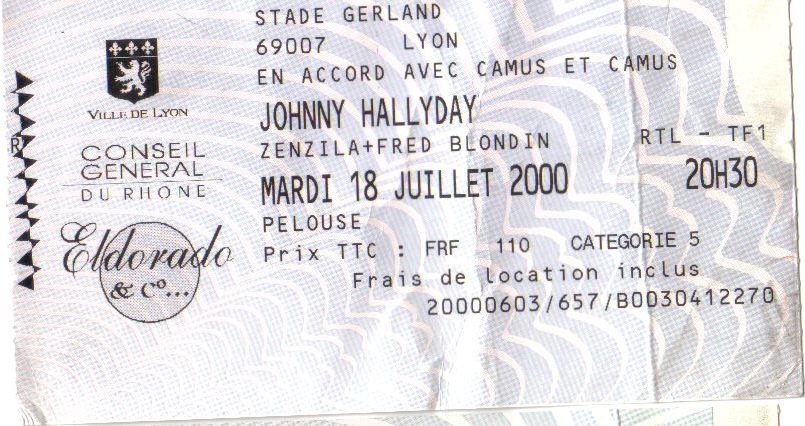 STADE GERLAND
69007 LYON
EN ACCORD AVEC CAMUS ET CAMUS
JOHNNY HALLYDAY
ZENZILA+FRED BLONDIN
RTL - TF1
MARDI 18 JUILLET 2000
20H30
PELOUSE
Prix TTC : FRF 110 CATEGORIE 5
Frais de location inclus
20000603/657/B0030412270
VILLE DE LYON
CONSEIL
GENERAL
DU RHONE
Eldorado
& Co...
R